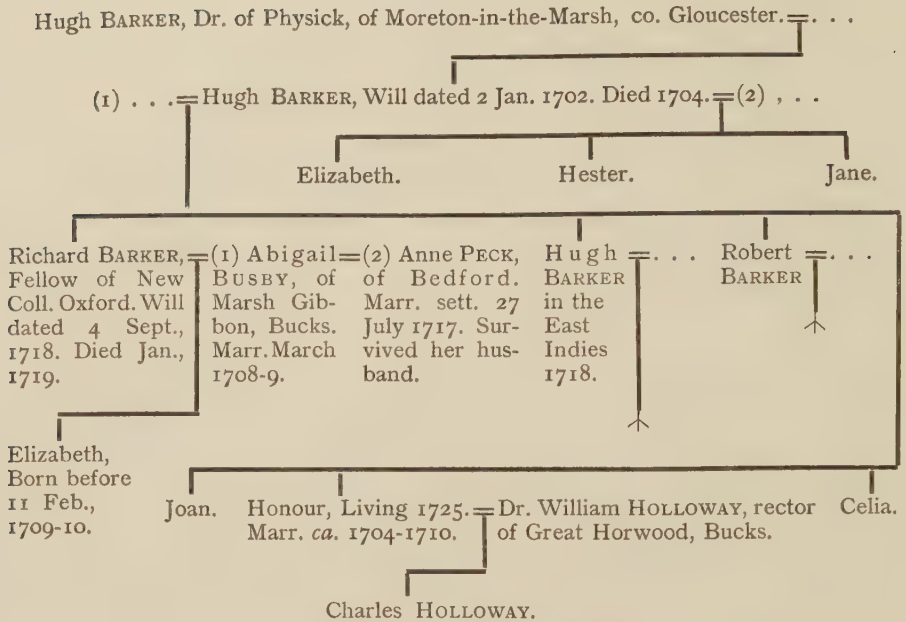 Hugh BARKER, Dr. of Physick, of Moreton-in-the-Marsh, co. Gloucester.=. . .
(1) . . .=Hugh BARKER, Will dated 2 Jan. 1702. Died 1704.=(2) , . .
Elizabeth. Hester. Jane.
Richard BARKER,
Fellow of New
Coll. Oxford. Will
dated 4 Sept.,
1718. Died Jan.,
1719.
=(1) Abigail
BUSBY, of
Marsh Gib-
bon, Bucks.
Marr. March
1708-9.
=(2) Anne PECK,
of Bedford.
Marr. sett. 27
July 1717. Sur-
vived her hus-
band.
Hugh =. . .
BARKER
in the
East
Indies
1718.
Robert =. . .
BARKER
Elizabeth,
Born before
11 Feb.,
1709-10.
Joan.
Honour, Living 1725.
Marr. ca. 1704-1710.
=Dr. William HOLLOWAY, rector
of Great Horwood, Bucks.
Celia.
Charles HOLLOWAY.